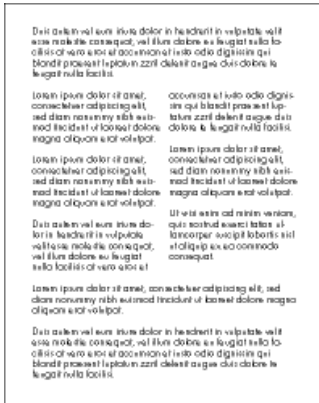 Duis autem vel eum iriure dolor in hendrerit in vulputate velit
esse molestie consequat, vel illum dolore eu feugiat nulla fa-
cilisis at vero eros et accumsan et iusto odio dignissim qui
blandit praesent luptatum zzril delenit augue duis dolore te
feugait nulla facilisi.
Lorem ipsum dolor sit amet,
consectetuer adipiscing elit,
sed diam nonummy nibh euis-
mod tincidunt ut laoreet dolore
magna aliquam erat volutpat.
Lorem ipsum dolor sit amet,
consectetuer adipiscing elit,
sed diam nonummy nibh euis-
mod tincidunt ut laoreet dolore
magna aliquam erat volutpat.
Duis autem vel eum iriure do-
lor in hendrerit in vulputate
velit esse molestie consequat,
vel illum dolore eu feugiat
nulla facilisis at vero eros et
accumsan et iusto odio dignis-
sim qui blandit praesent lup-
tatum zzril delenit augue duis
dolore te feugait nulla facilisi.
Lorem ipsum dolor sit amet,
consectetuer adipiscing elit,
sed diam nonummy nibh euis-
mod tincidunt ut laoreet dolore
magna aliquam erat volutpat.
Ut wisi enim ad minim veniam,
quis nostrud exerci tation ul-
lamcorper suscipit lobortis nisl
ut aliquip ex ea commodo
consequat.
Lorem ipsum dolor sit amet, consectetuer adipiscing elit, sed
diam nonummy nibh euismod tincidunt ut laoreet dolore magna
aliquam erat volutpat.
Duis autem vel eum iriure dolor in hendrerit in vulputate velit
esse molestie consequat, vel illum dolore eu feugiat nulla fa-
cilisis at vero eros et accumsan et iusto odio dignissim qui
blandit praesent luptatum zzril delenit augue duis dolore te
feugait nulla facilisi.